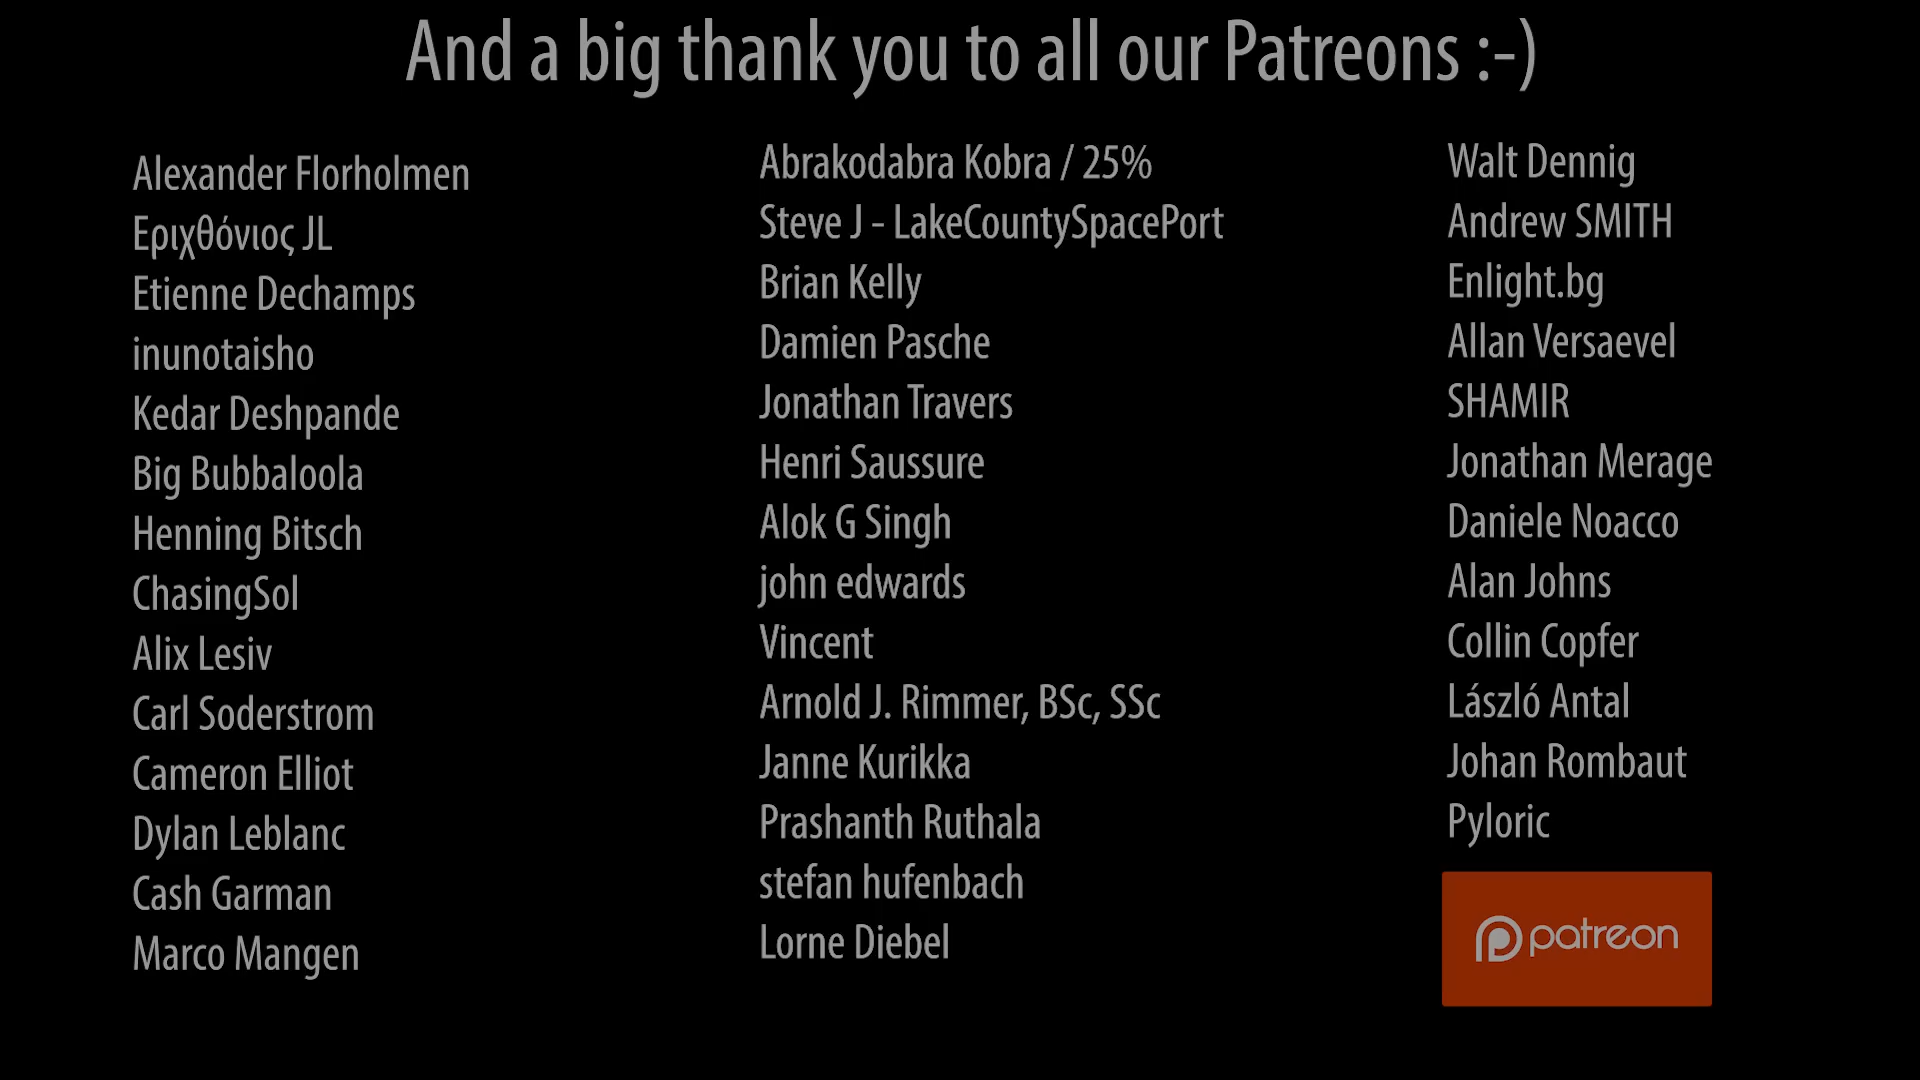 And a big thank you to all our Patreons :-)
Alexander Florholmen
Εριχθόνιος JL
Etienne Dechamps
inunotaisho
Kedar Deshpande
Big Bubbaloola
Henning Bitsch
ChasingSol
Alix Lesiv
Carl Soderstrom
Cameron Elliot
Dylan Leblanc
Cash Garman
Marco Mangen
Abrakodabra Kobra / 25%
Steve J - LakeCountySpacePort
Brian Kelly
Damien Pasche
Jonathan Travers
Henri Saussure
Alok G Singh
john edwards
Vincent
Arnold J. Rimmer, BSc, SSc
Janne Kurikka
Prashanth Ruthala
stefan hufenbach
Lorne Diebel
Walt Dennig
Andrew SMITH
Enlight.bg
Allan Versaevel
SHAMIR
Jonathan Merage
Daniele Noacco
Alan Johns
Collin Copfer
László Antal
Johan Rombaut
Pyloric
patreon